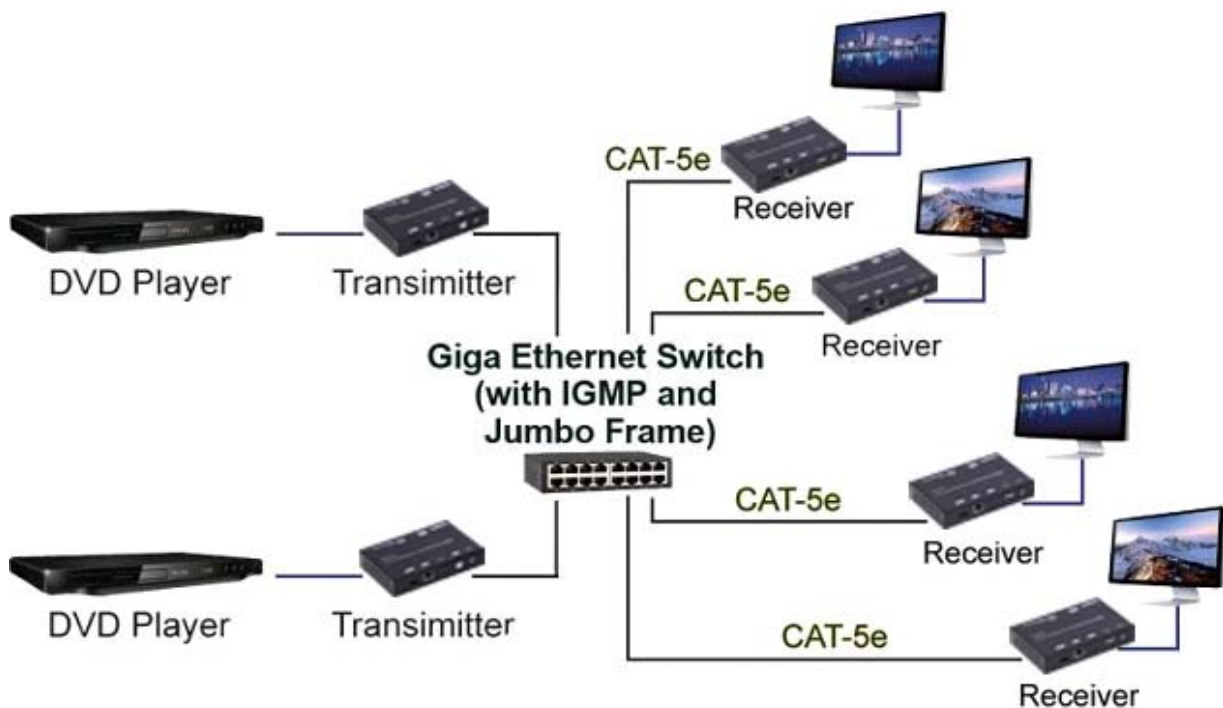 CAT-5e
Receiver
DVD Player
Transimitter
CAT-5e
Receiver
Giga Ethernet Switch
(with IGMP and
Jumbo Frame)
CAT-5e
Receiver
DVD Player
Transimitter
CAT-5e
Receiver